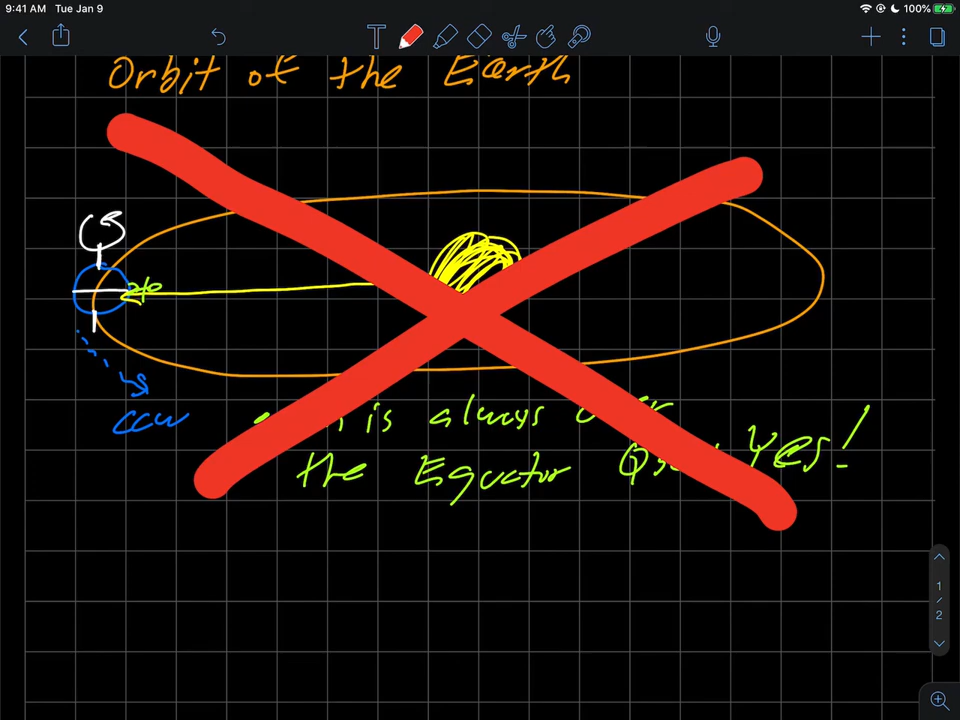 9:41 AM Tue Jan 9
100%
Orbit of the Earth
ccw
is always
the Equator YES!
1
/
2